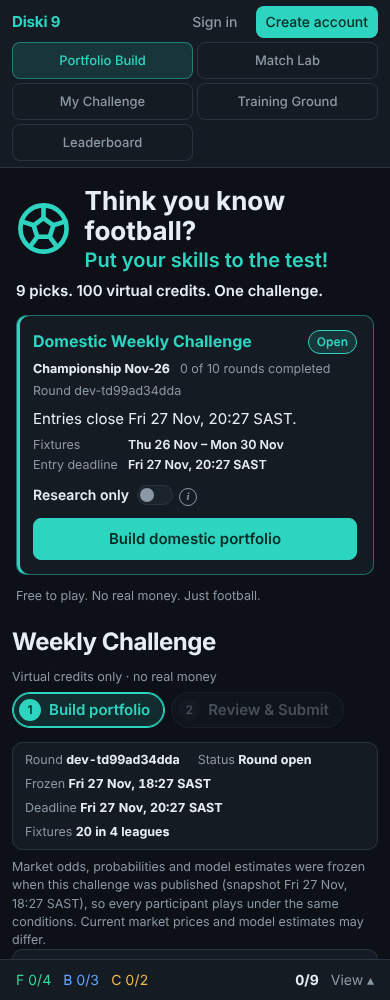 Diski 9
Sign in
Create account
Portfolio Build
Match Lab
My Challenge
Training Ground
Leaderboard
Think you know
football?
Put your skills to the test!
9 picks. 100 virtual credits. One challenge.
Domestic Weekly Challenge
Open
Championship Nov-26 0 of 10 rounds completed
Round dev-td99ad34dda
Entries close Fri 27 Nov, 20:27 SAST.
Fixtures Thu 26 Nov – Mon 30 Nov
Entry deadline Fri 27 Nov, 20:27 SAST
Research only i
Build domestic portfolio
Free to play. No real money. Just football.
Weekly Challenge
Virtual credits only · no real money
1 Build portfolio
2 Review & Submit
Round dev-td99ad34dda Status Round open
Frozen Fri 27 Nov, 18:27 SAST
Deadline Fri 27 Nov, 20:27 SAST
Fixtures 20 in 4 leagues
Market odds, probabilities and model estimates were frozen
when this challenge was published (snapshot Fri 27 Nov,
18:27 SAST), so every participant plays under the same
conditions. Current market prices and model estimates may
differ.
F 0/4 B 0/3 C 0/2 0/9 View ▴